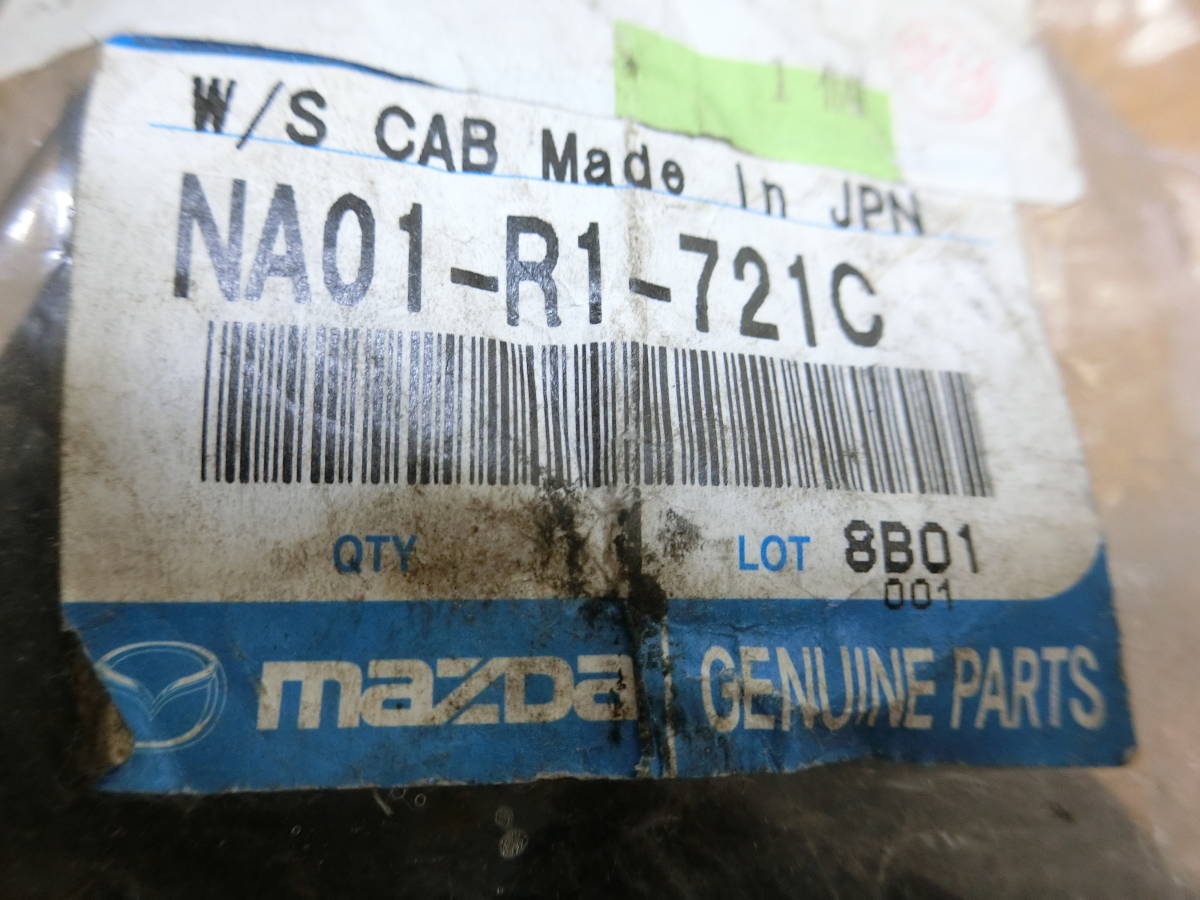 W/S CAB Made In JPN
NA01-R1-721C
QTY
LOT 8B01
001
mazda GENUINE PARTS